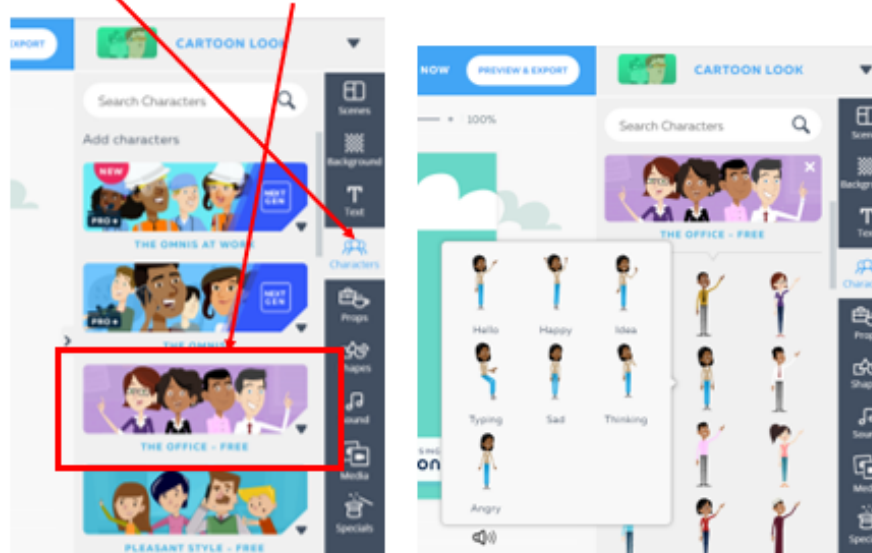 EXPORT
CARTOON LOOK
Search Characters
Scenes
Add characters
Background
NEW
NEXT GEN
Text
PRO+
THE OMNIS AT WORK
Characters
NEXT GEN
Props
PRO+
THE OMNIS
Shapes
Sound
THE OFFICE - FREE
Media
Specials
PLEASANT STYLE - FREE
NOW
PREVIEW & EXPORT
CARTOON LOOK
100%
Search Characters
THE OFFICE - FREE
Hello
Happy
Idea
Typing
Sad
Thinking
Angry